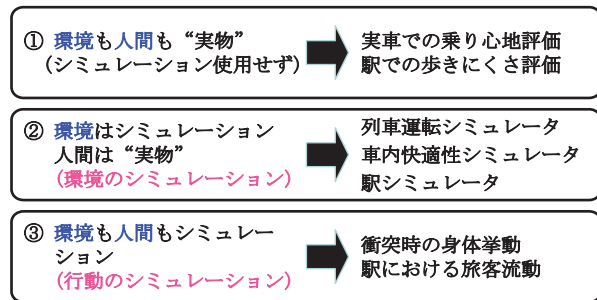 ① 環境も人間も“実物”
(シミュレーション使用せず)
実車での乗り心地評価
駅での歩きにくさ評価
② 環境はシミュレーション
人間は“実物”
(環境のシミュレーション)
列車運転シミュレータ
車内快適性シミュレータ
駅シミュレータ
③ 環境も人間もシミュレー
ション
(行動のシミュレーション)
衝突時の身体挙動
駅における旅客流動